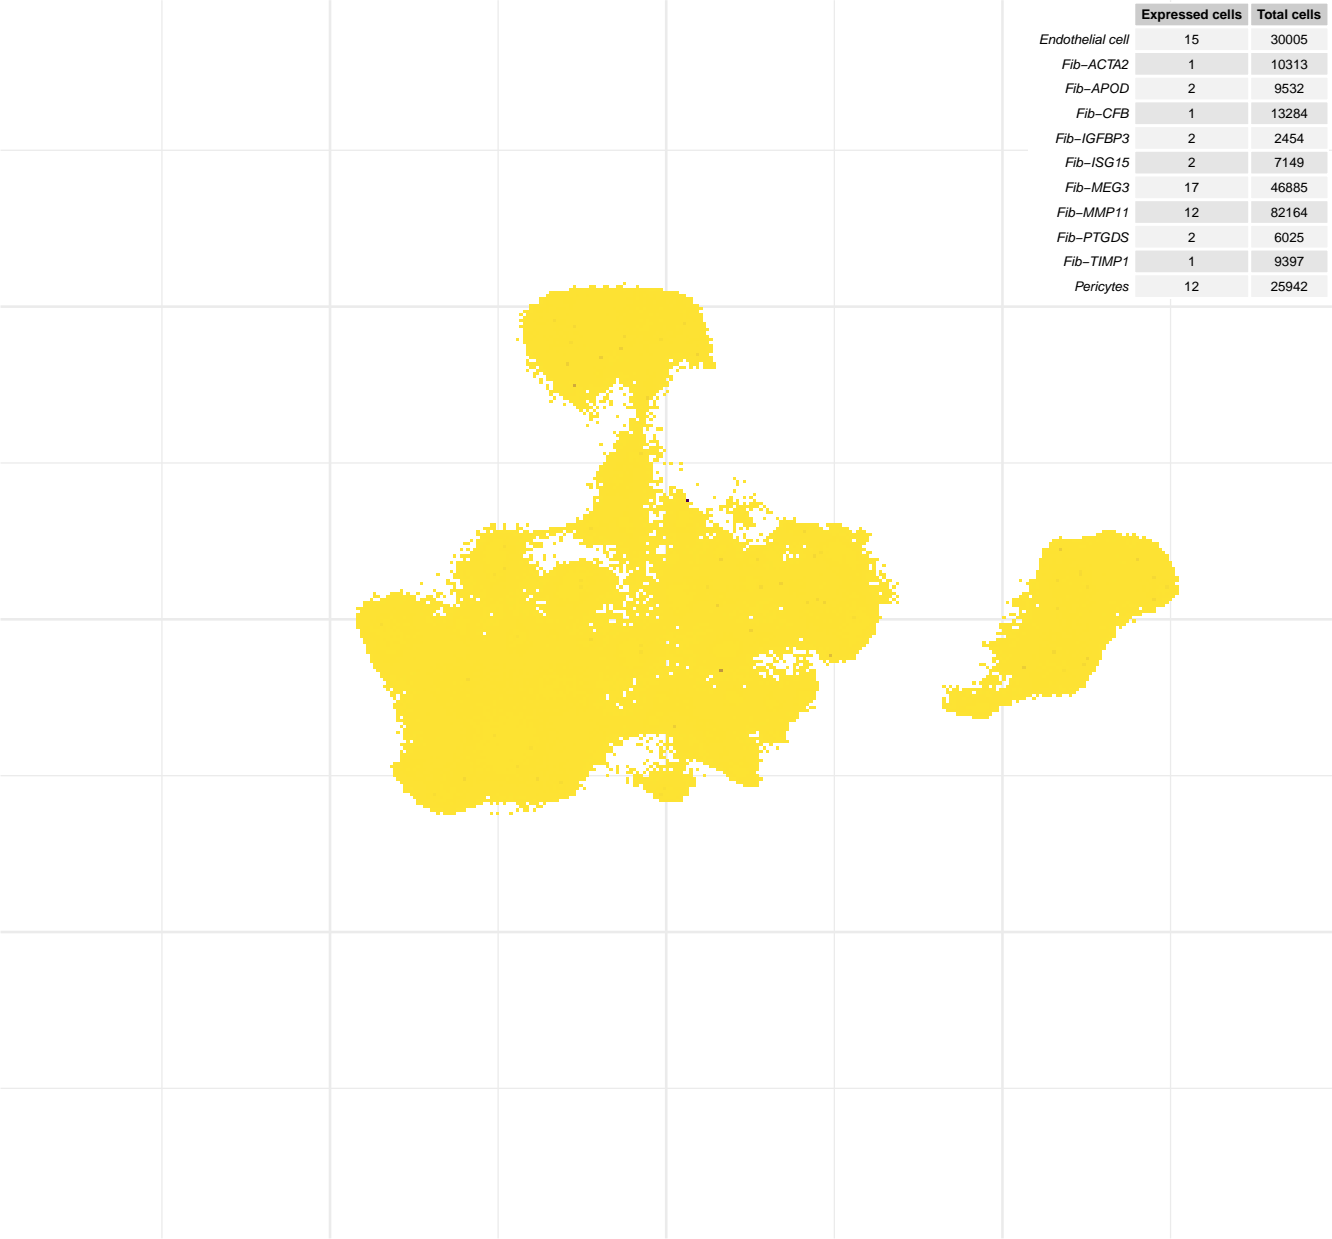 Expressed cells Total cells
Endothelial cell 15 30005
Fib−ACTA2 1 10313
Fib−APOD 2 9532
Fib−CFB 1 13284
Fib−IGFBP3 2 2454
Fib−ISG15 2 7149
Fib−MEG3 17 46885
Fib−MMP11 12 82164
Fib−PTGDS 2 6025
Fib−TIMP1 1 9397
Pericytes 12 25942